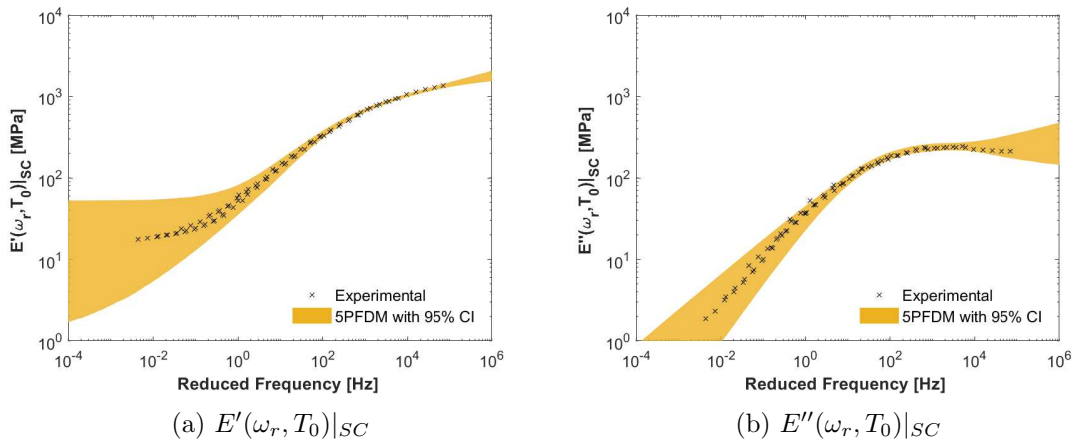 10^4
10^3
10^2
10^1
10^0
E'(ω_r,T_0)|_SC [MPa]
× Experimental
5PFDM with 95% CI
10^-4 10^-2 10^0 10^2 10^4 10^6
Reduced Frequency [Hz]
(a) E'(ω_r, T_0)|_SC
10^4
10^3
10^2
10^1
10^0
E''(ω_r,T_0)|_SC [MPa]
× Experimental
5PFDM with 95% CI
10^-4 10^-2 10^0 10^2 10^4 10^6
Reduced Frequency [Hz]
(b) E''(ω_r, T_0)|_SC